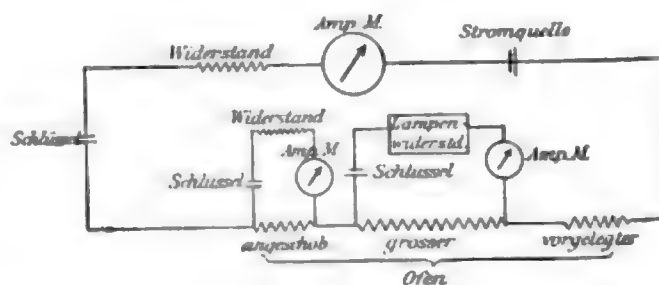 Amp M.
Stromquelle
Widerstand
Schlüssel
Widerstand
Lampen
widerstd.
Amp M
Amp.M.
Schlüssel
Schlüssel
angeschob
grosser
vorgelegter
Ofen